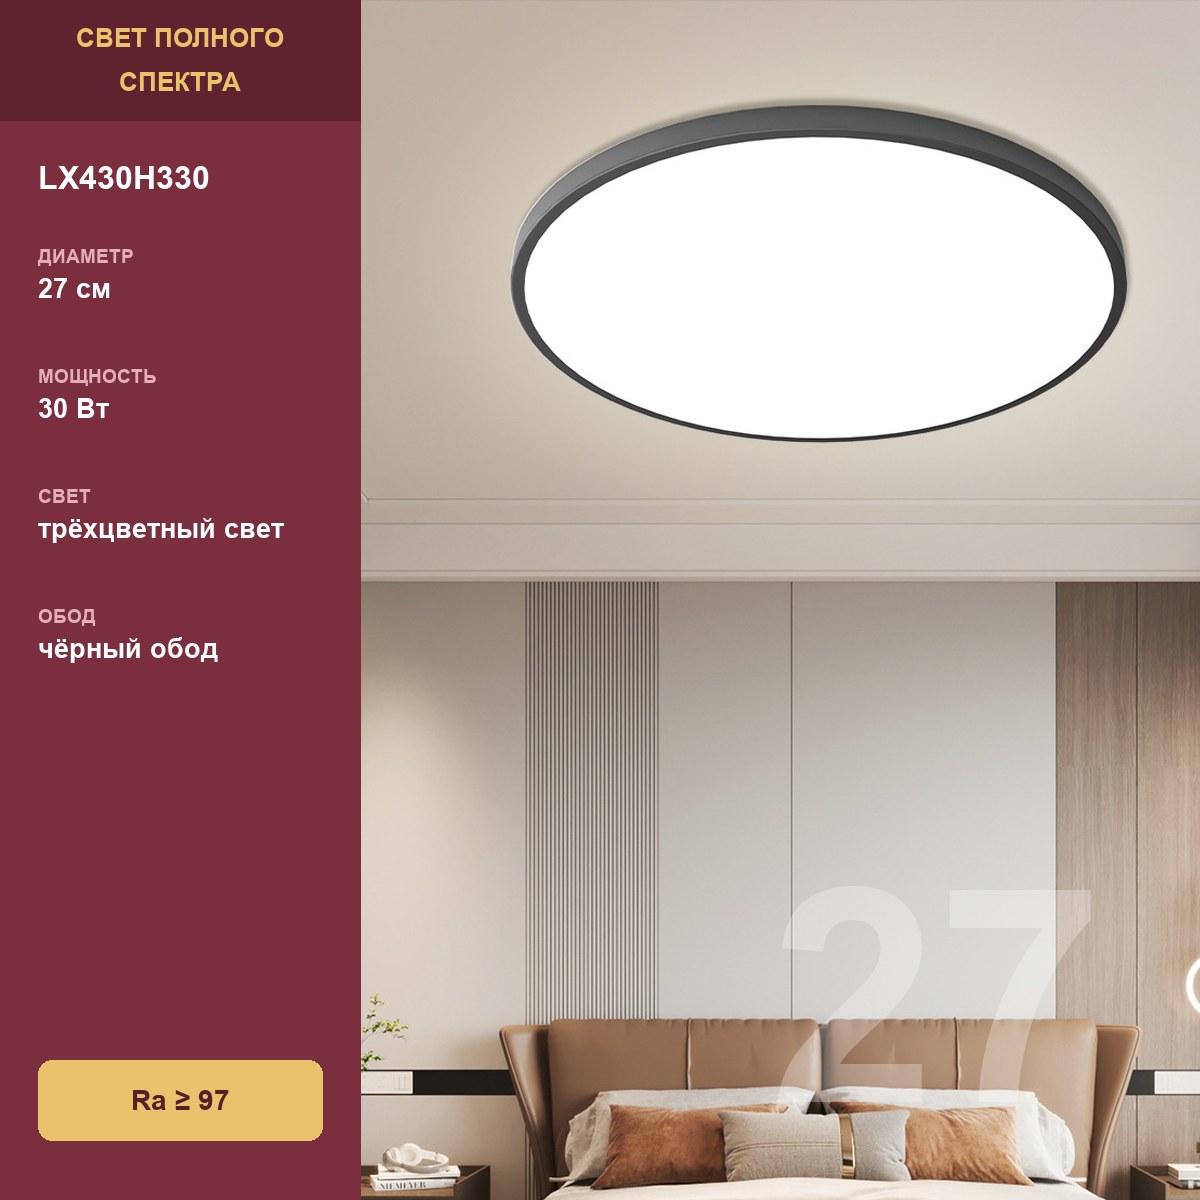 СВЕТ ПОЛНОГО
СПЕКТРА
LX430H330
ДИАМЕТР
27 см
МОЩНОСТЬ
30 Вт
СВЕТ
трёхцветный свет
ОБОД
чёрный обод
Ra ≥ 97
27